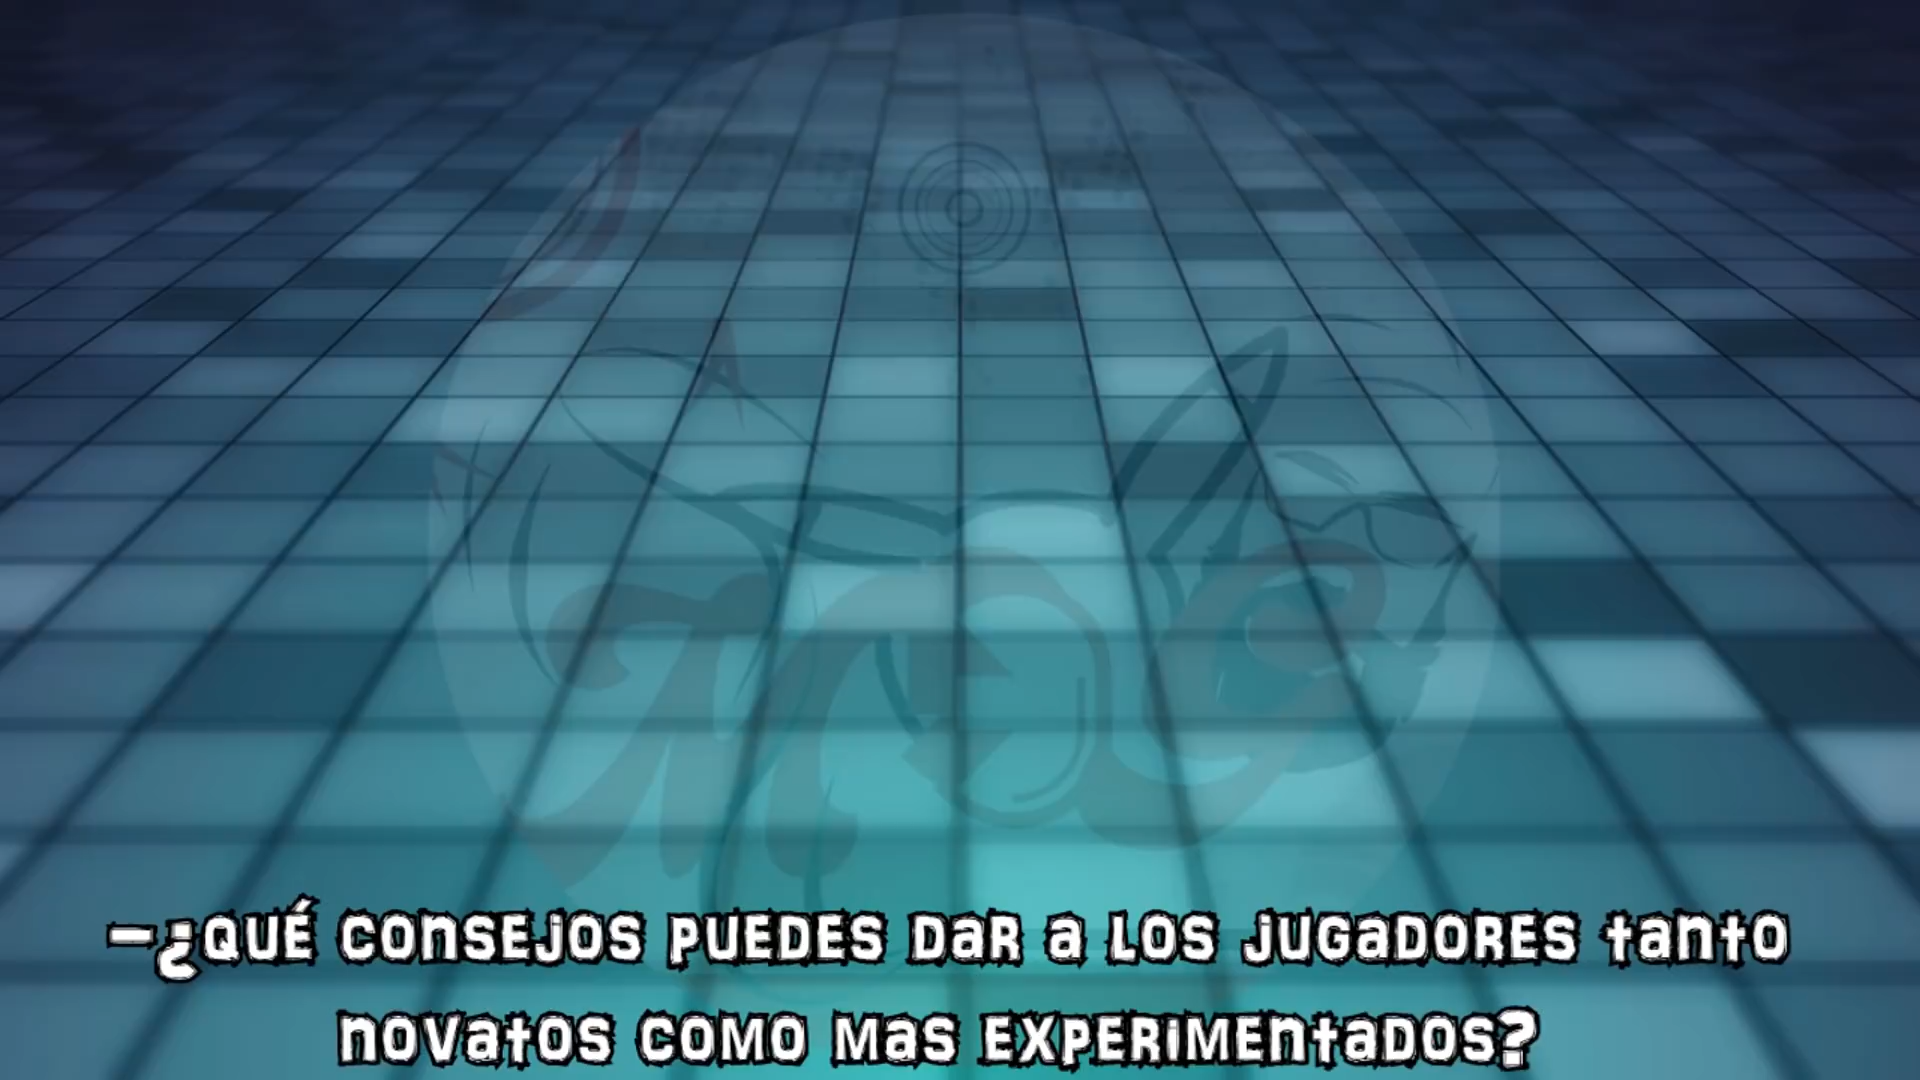 -¿QUÉ CONSEJOS PUEDES DAR A LOS JUGADORES TANTO
NOVATOS COMO MAS EXPERIMENTADOS?